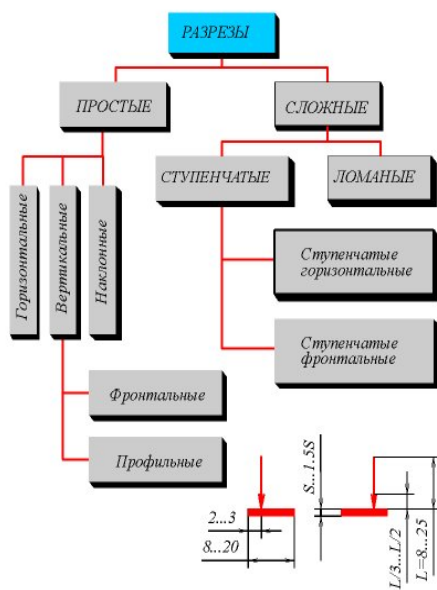 РАЗРЕЗЫ
ПРОСТЫЕ
СЛОЖНЫЕ
СТУПЕНЧАТЫЕ
ЛОМАНЫЕ
Горизонтальные
Вертикальные
Наклонные
Ступенчатые
горизонтальные
Ступенчатые
фронтальные
Фронтальные
Профильные
2...3
8...20
S...1.5S
L/3...L/2
L=8...25